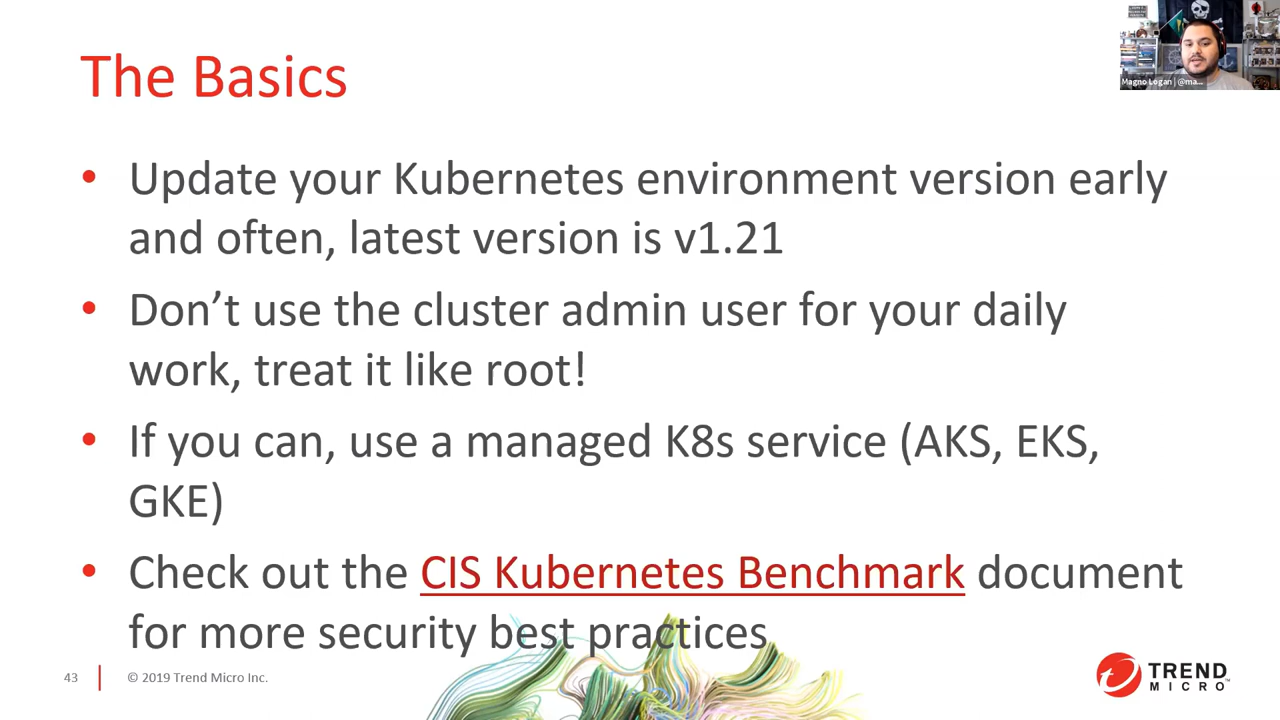 The Basics
Magno Logan | @ma...
• Update your Kubernetes environment version early
and often, latest version is v1.21
• Don’t use the cluster admin user for your daily
work, treat it like root!
• If you can, use a managed K8s service (AKS, EKS,
GKE)
• Check out the CIS Kubernetes Benchmark document
for more security best practices
43
© 2019 Trend Micro Inc.
TREND
MICRO